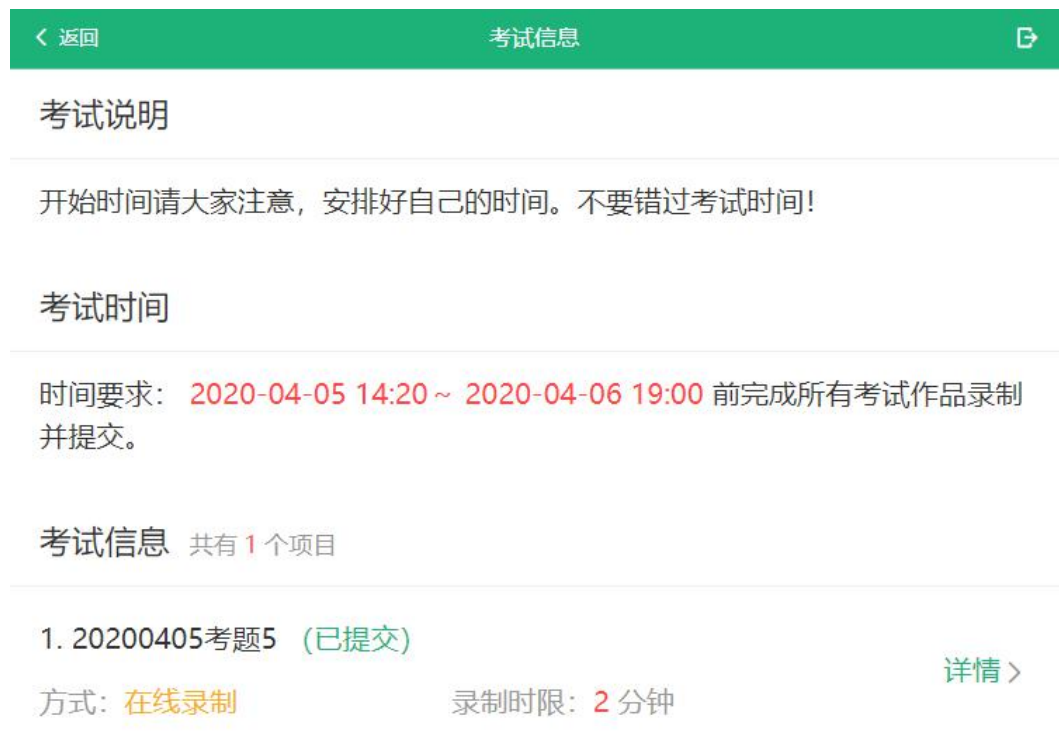 返回
考试信息
考试说明
开始时间请大家注意，安排好自己的时间。不要错过考试时间！
考试时间
时间要求： 2020-04-05 14:20 ~ 2020-04-06 19:00 前完成所有考试作品录制
并提交。
考试信息 共有 1 个项目
1. 20200405考题5 (已提交)
详情
方式：在线录制 录制时限：2 分钟